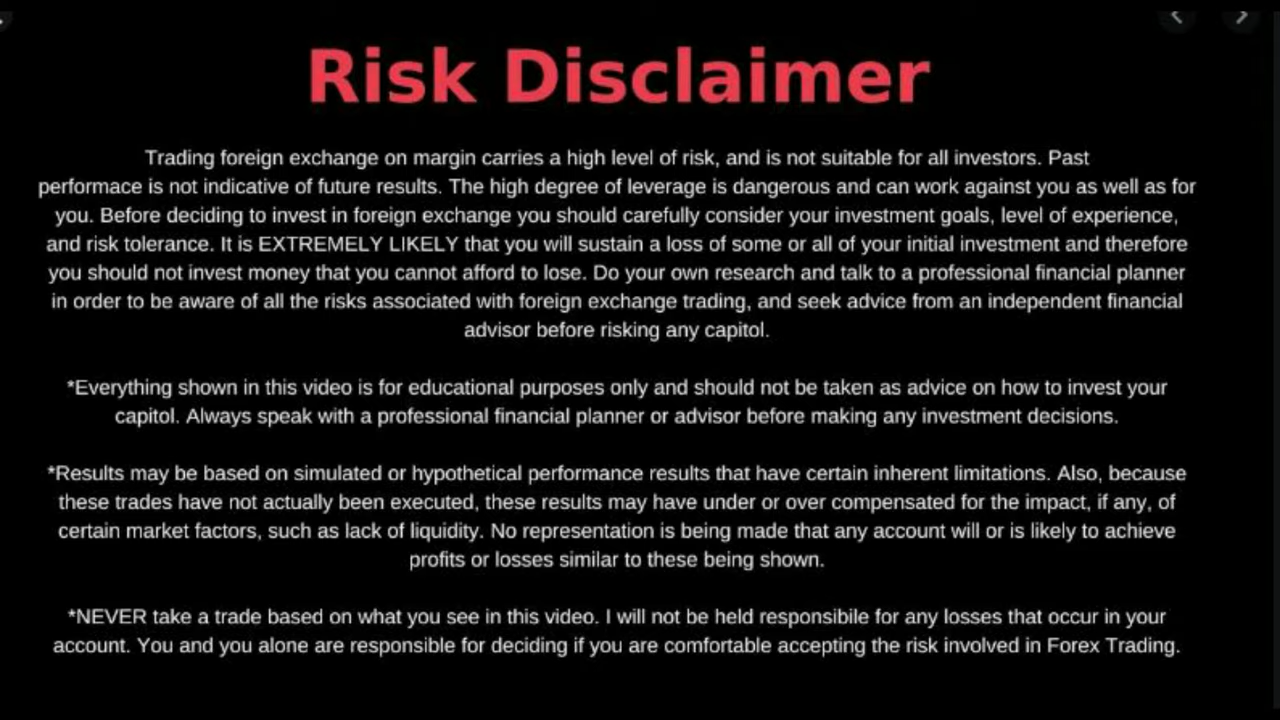 Risk Disclaimer
Trading foreign exchange on margin carries a high level of risk, and is not suitable for all investors. Past
performace is not indicative of future results. The high degree of leverage is dangerous and can work against you as well as for
you. Before deciding to invest in foreign exchange you should carefully consider your investment goals, level of experience,
and risk tolerance. It is EXTREMELY LIKELY that you will sustain a loss of some or all of your initial investment and therefore
you should not invest money that you cannot afford to lose. Do your own research and talk to a professional financial planner
in order to be aware of all the risks associated with foreign exchange trading, and seek advice from an independent financial
advisor before risking any capitol.
*Everything shown in this video is for educational purposes only and should not be taken as advice on how to invest your
capitol. Always speak with a professional financial planner or advisor before making any investment decisions.
*Results may be based on simulated or hypothetical performance results that have certain inherent limitations. Also, because
these trades have not actually been executed, these results may have under or over compensated for the impact, if any, of
certain market factors, such as lack of liquidity. No representation is being made that any account will or is likely to achieve
profits or losses similar to these being shown.
*NEVER take a trade based on what you see in this video. I will not be held responsibile for any losses that occur in your
account. You and you alone are responsible for deciding if you are comfortable accepting the risk involved in Forex Trading.